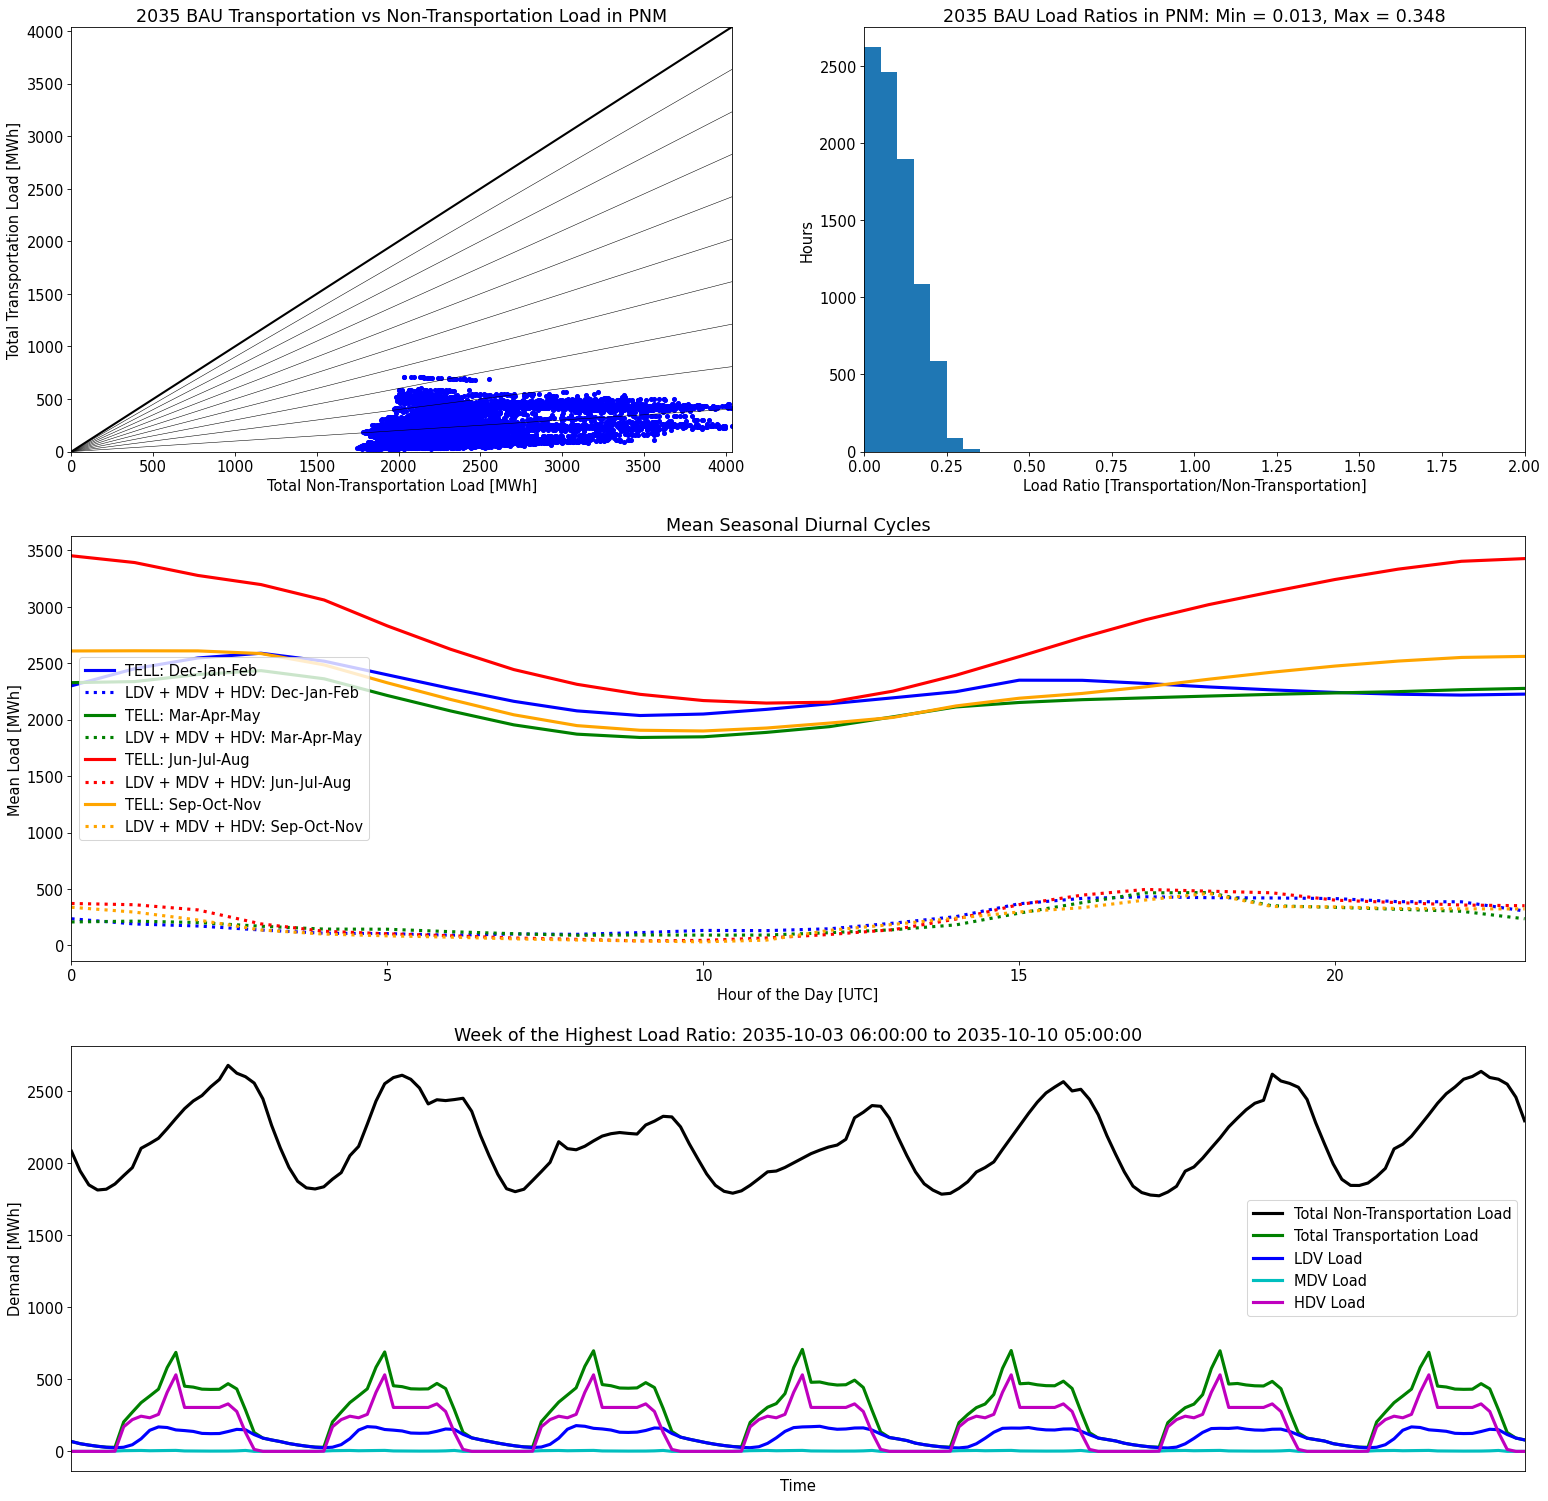 2035 BAU Transportation vs Non-Transportation Load in PNM
Total Transportation Load [MWh]
4000
3500
3000
2500
2000
1500
1000
500
0
0 500 1000 1500 2000 2500 3000 3500 4000
Total Non-Transportation Load [MWh]
2035 BAU Load Ratios in PNM: Min = 0.013, Max = 0.348
Hours
2500
2000
1500
1000
500
0
0.00 0.25 0.50 0.75 1.00 1.25 1.50 1.75 2.00
Load Ratio [Transportation/Non-Transportation]
Mean Seasonal Diurnal Cycles
Mean Load [MWh]
3500
3000
2500
2000
1500
1000
500
0
TELL: Dec-Jan-Feb
LDV + MDV + HDV: Dec-Jan-Feb
TELL: Mar-Apr-May
LDV + MDV + HDV: Mar-Apr-May
TELL: Jun-Jul-Aug
LDV + MDV + HDV: Jun-Jul-Aug
TELL: Sep-Oct-Nov
LDV + MDV + HDV: Sep-Oct-Nov
0 5 10 15 20
Hour of the Day [UTC]
Week of the Highest Load Ratio: 2035-10-03 06:00:00 to 2035-10-10 05:00:00
Demand [MWh]
2500
2000
1500
1000
500
0
Total Non-Transportation Load
Total Transportation Load
LDV Load
MDV Load
HDV Load
Time